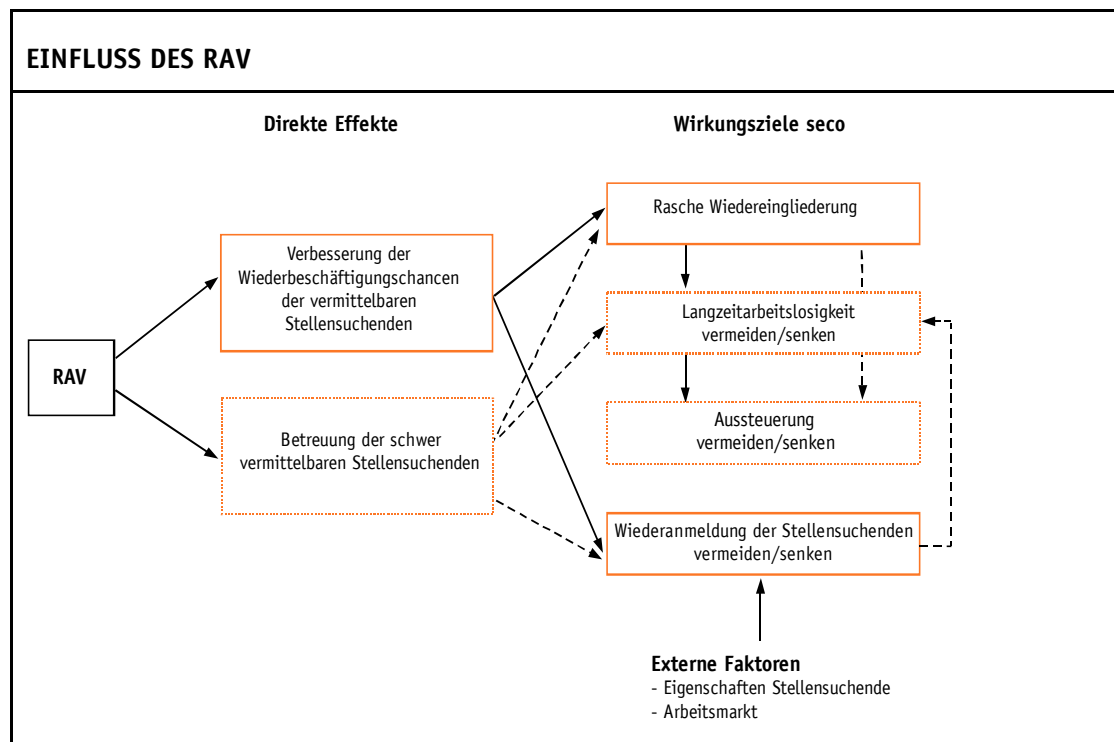 EINFLUSS DES RAV
Direkte Effekte
Wirkungsziele seco
Rasche Wiedereingliederung
Verbesserung der
Wiederbeschäftigungschancen
der vermittelbaren
Stellensuchenden
Langzeitarbeitslosigkeit
vermeiden/senken
RAV
Aussteuerung
vermeiden/senken
Betreuung der schwer
vermittelbaren Stellensuchenden
Wiederanmeldung der Stellensuchenden
vermeiden/senken
Externe Faktoren
- Eigenschaften Stellensuchende
- Arbeitsmarkt